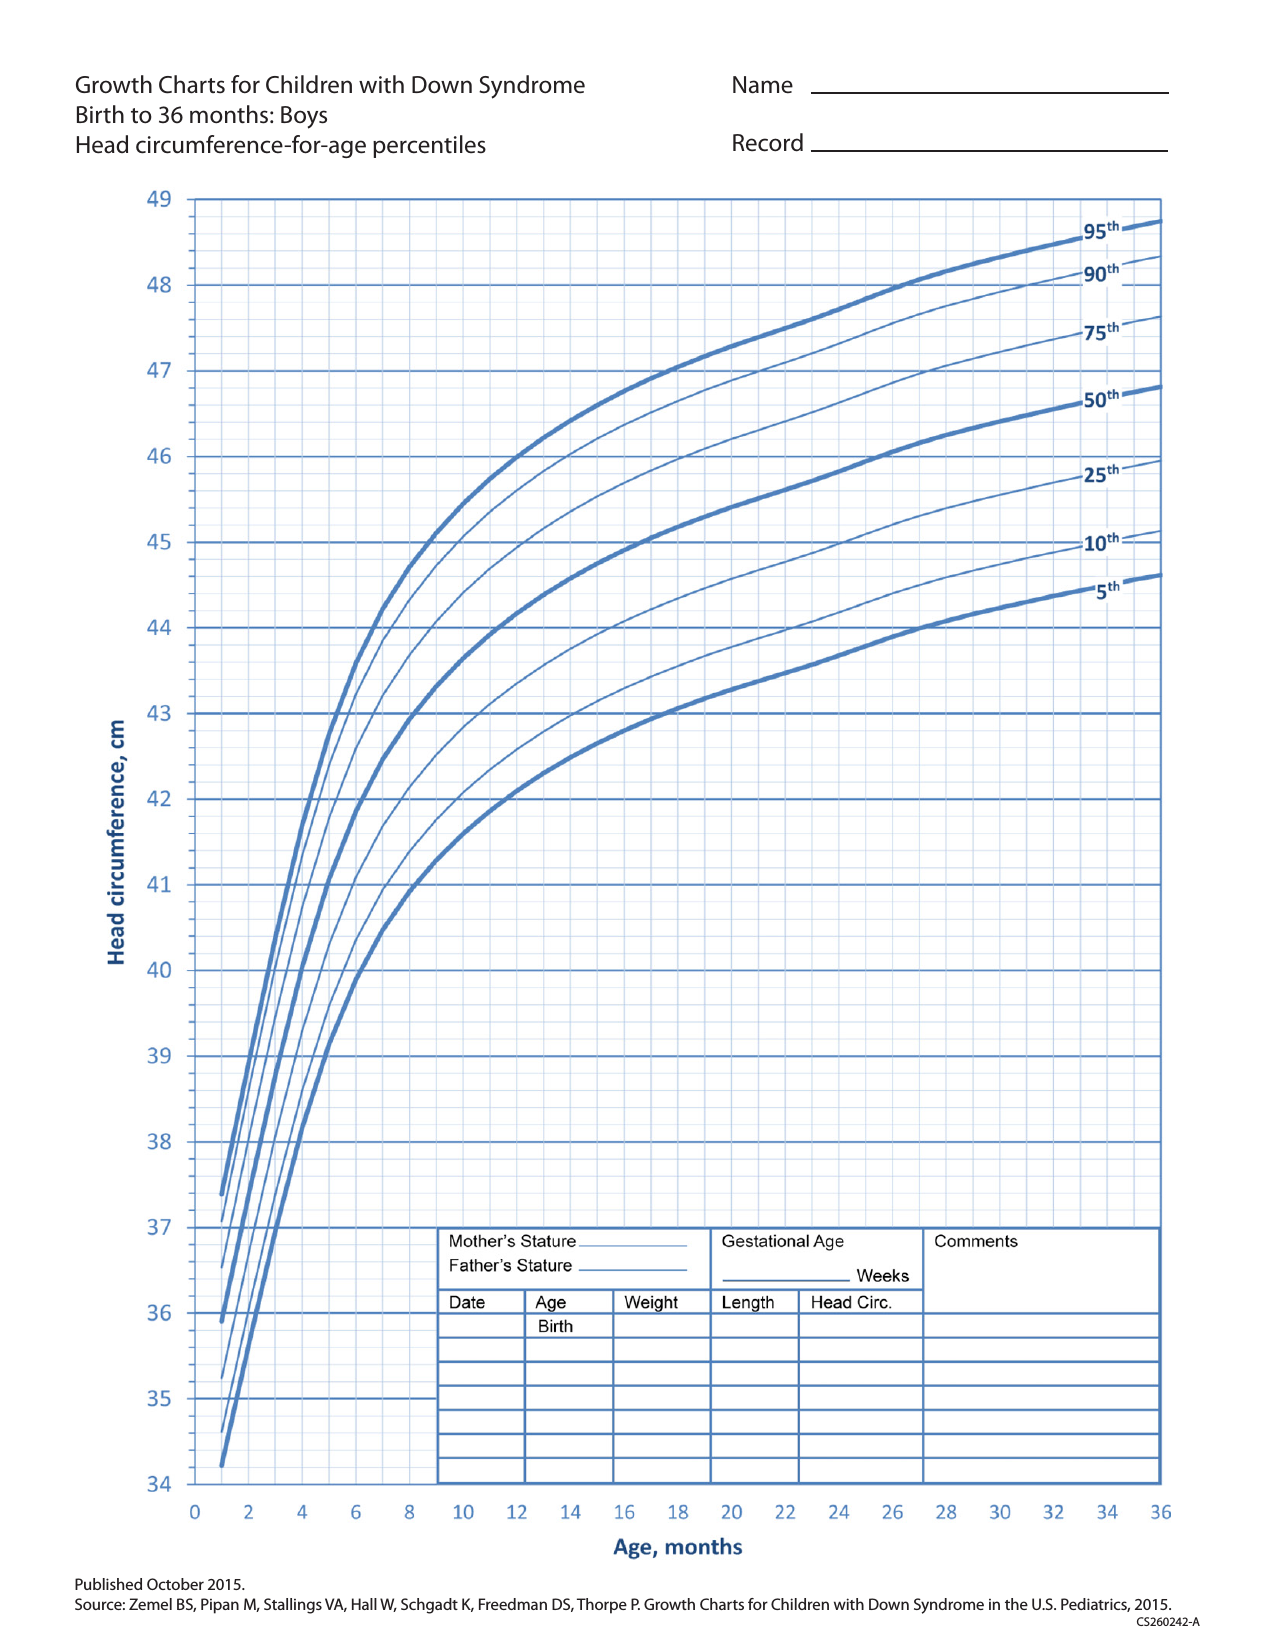 Growth Charts for Children with Down Syndrome
Birth to 36 months: Boys
Head circumference-for-age percentiles
Name
Record
49
48
47
46
45
44
43
42
41
40
39
38
37
36
35
34
Head circumference, cm
95th
90th
75th
50th
25th
10th
5th
Mother's Stature
Father's Stature
Gestational Age
Weeks
Comments
Date Age Weight Length Head Circ.
Birth
0 2 4 6 8 10 12 14 16 18 20 22 24 26 28 30 32 34 36
Age, months
Published October 2015.
Source: Zemel BS, Pipan M, Stallings VA, Hall W, Schgadt K, Freedman DS, Thorpe P. Growth Charts for Children with Down Syndrome in the U.S. Pediatrics, 2015.
CS260242-A